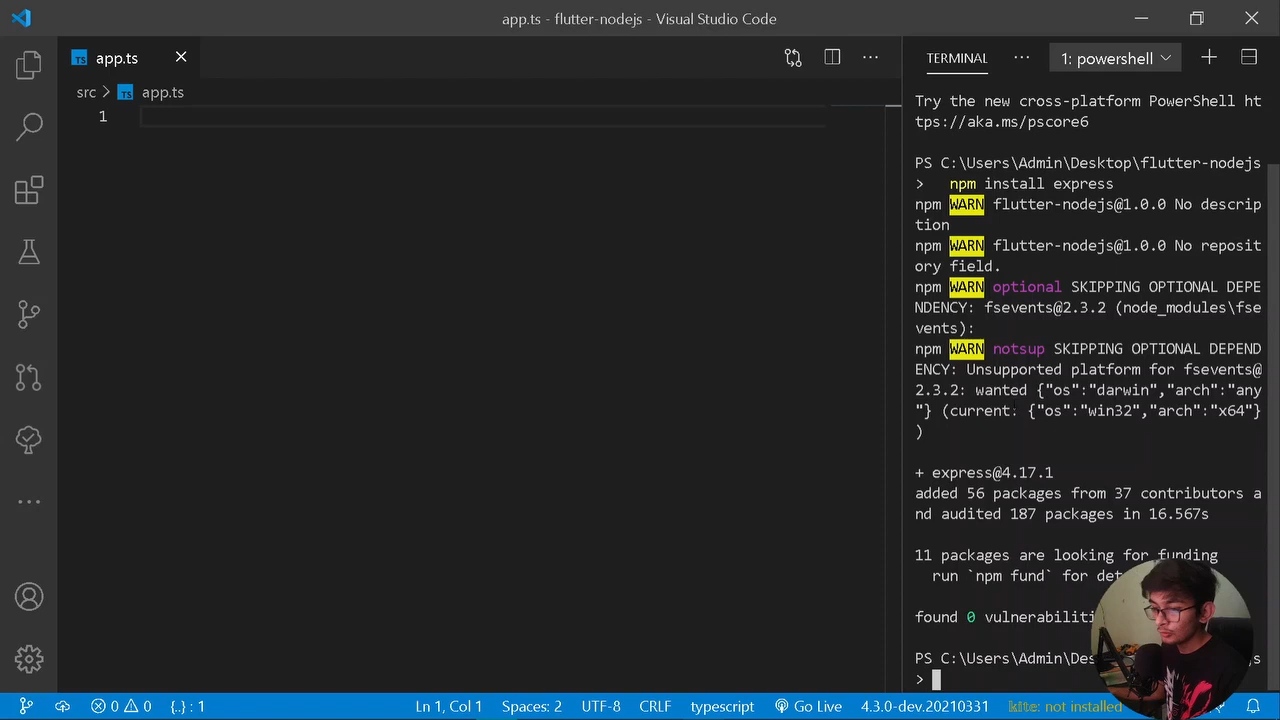 app.ts - flutter-nodejs - Visual Studio Code
TS app.ts
src > TS app.ts
1
TERMINAL
1: powershell
Try the new cross-platform PowerShell ht
tps://aka.ms/pscore6
PS C:\Users\Admin\Desktop\flutter-nodejs
> npm install express
npm WARN flutter-nodejs@1.0.0 No descrip
tion
npm WARN flutter-nodejs@1.0.0 No reposit
ory field.
npm WARN optional SKIPPING OPTIONAL DEPE
NDENCY: fsevents@2.3.2 (node_modules\fse
vents):
npm WARN notsup SKIPPING OPTIONAL DEPEND
ENCY: Unsupported platform for fsevents@
2.3.2: wanted {"os":"darwin","arch":"any
"} (current: {"os":"win32","arch":"x64"}
)
+ express@4.17.1
added 56 packages from 37 contributors a
nd audited 187 packages in 16.567s
11 packages are looking for funding
run `npm fund` for
found 0
PS
>
0 0 {..} : 1
Ln 1, Col 1
Spaces: 2
UTF-8
CRLF
typescript
Go Live
4.3.0-dev.20210331
kite: not installed